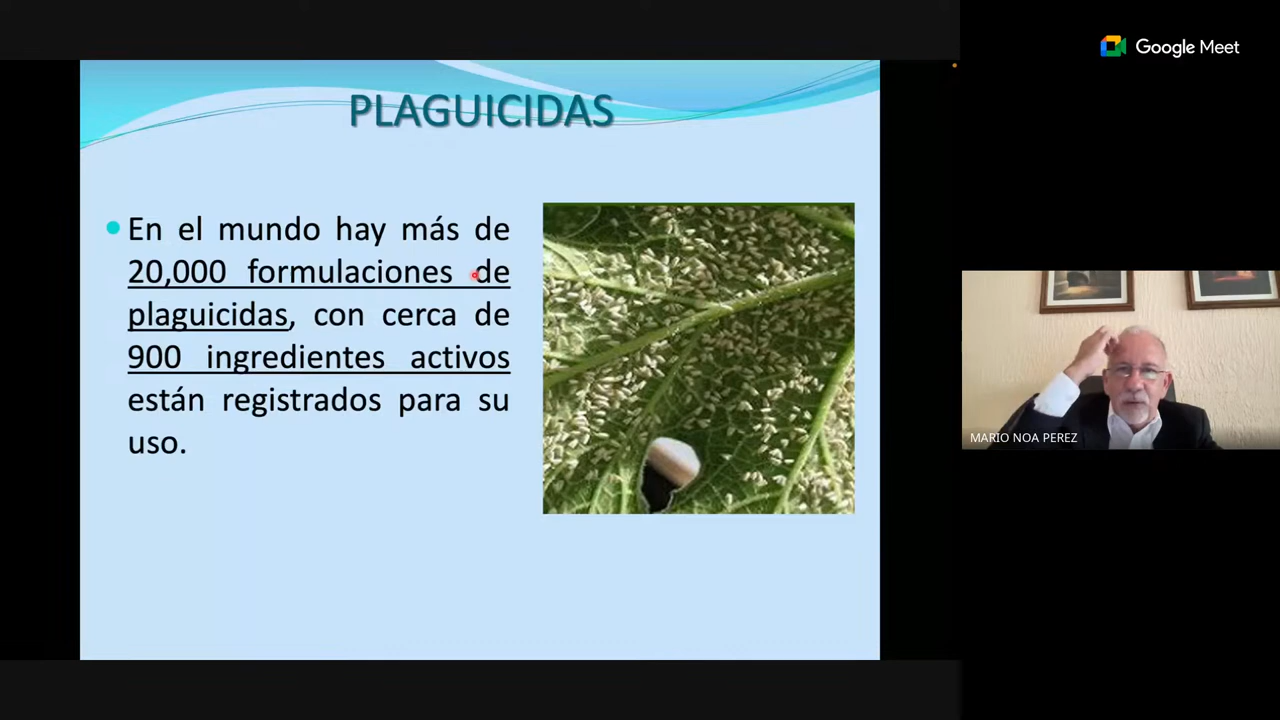 Google Meet
PLAGUICIDAS
En el mundo hay más de
20,000 formulaciones de
plaguicidas, con cerca de
900 ingredientes activos
están registrados para su
uso.
MARIO NOA PEREZ